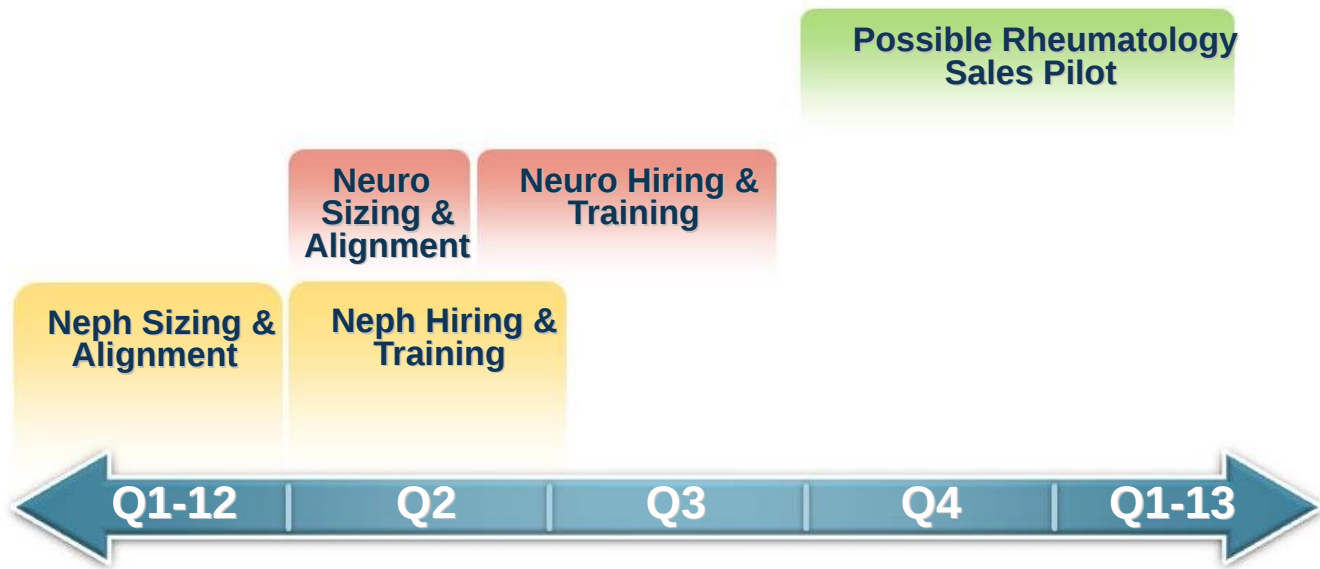 Possible Rheumatology
Sales Pilot
Neuro
Sizing &
Alignment
Neuro Hiring &
Training
Neph Sizing &
Alignment
Neph Hiring &
Training
Q1-12
Q2
Q3
Q4
Q1-13